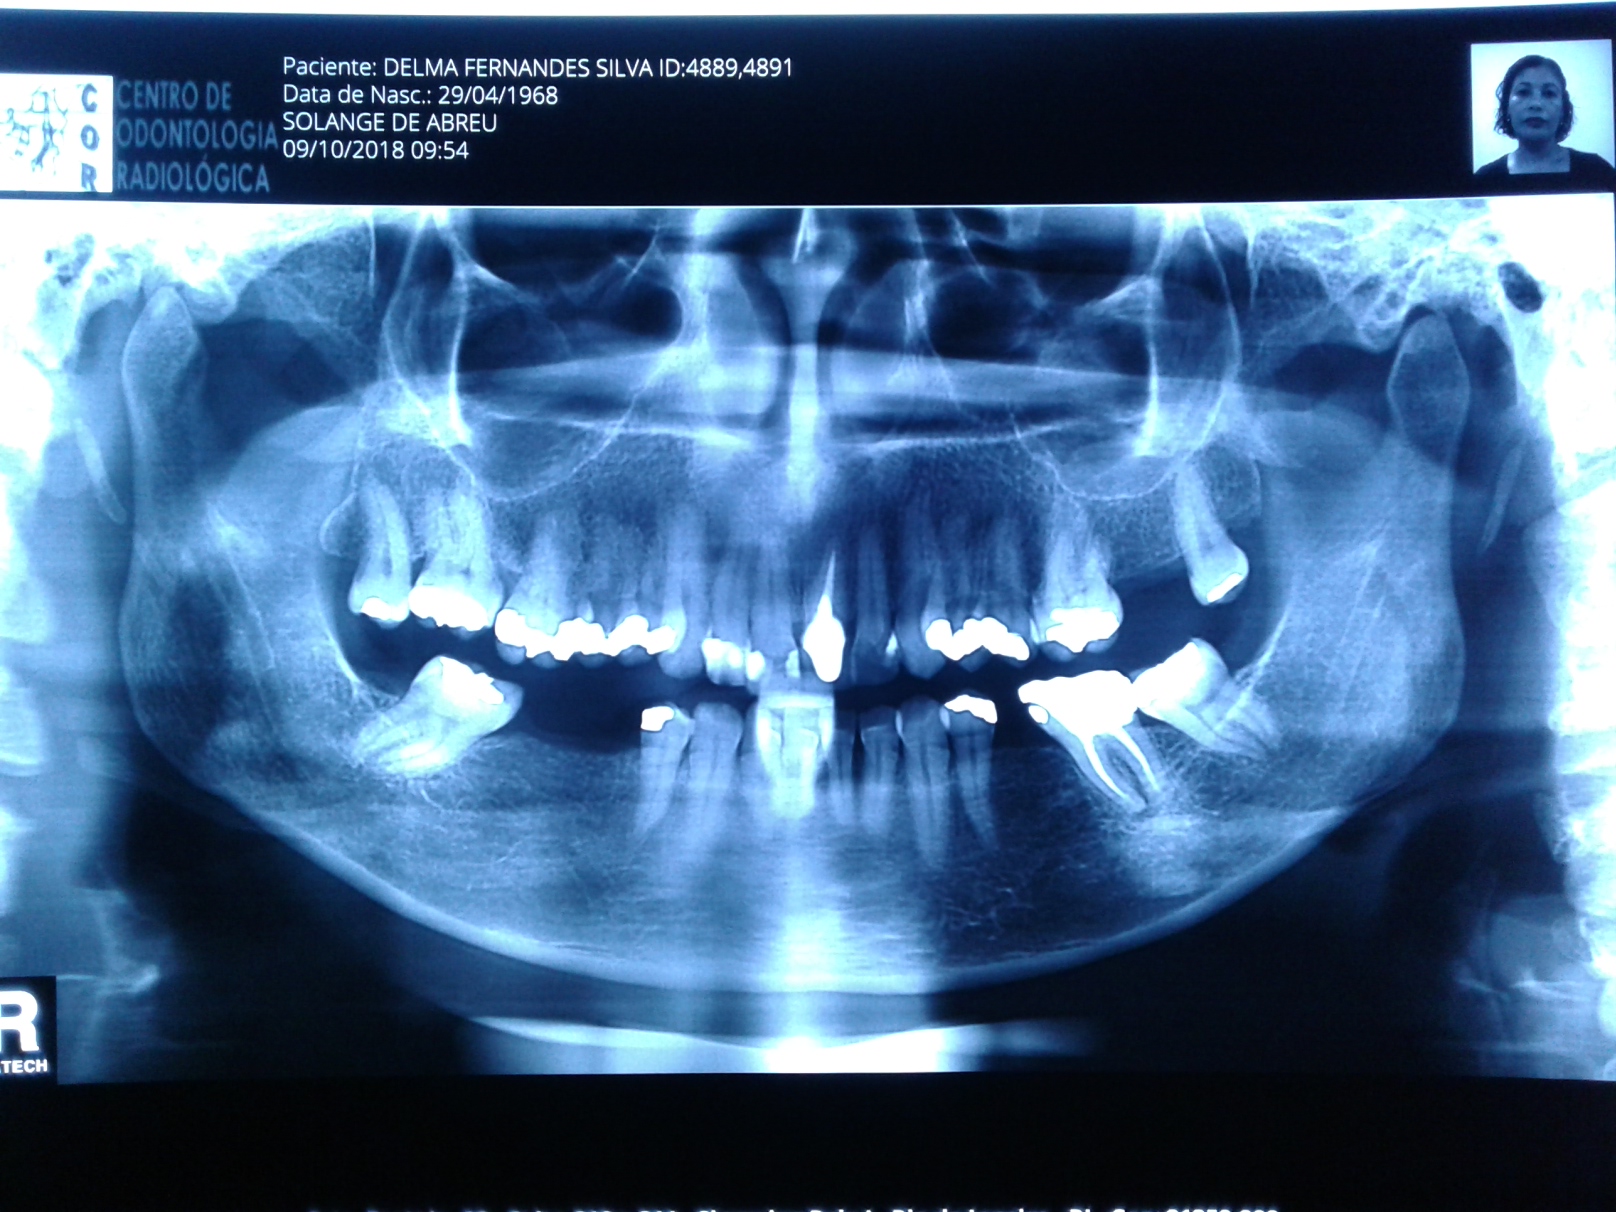 Paciente: DELMA FERNANDES SILVA ID:4889,4891
Data de Nasc.: 29/04/1968
SOLANGE DE ABREU
09/10/2018 09:54
COR
CENTRO DE
ODONTOLOGIA
RADIOLÓGICA
R
TECH